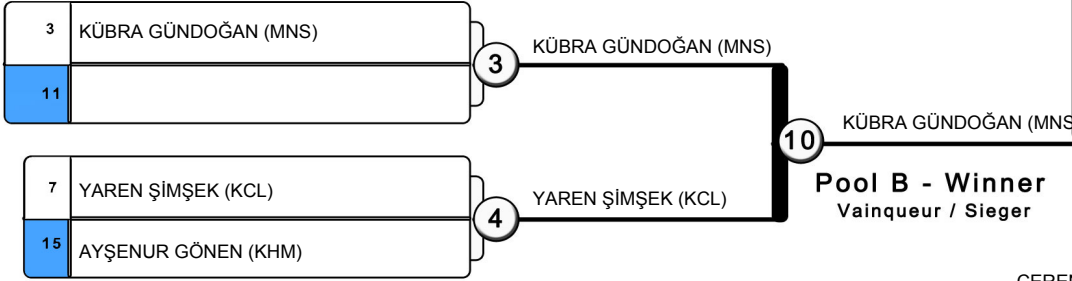 3 KÜBRA GÜNDOĞAN (MNS)
11
3
KÜBRA GÜNDOĞAN (MNS)
7 YAREN ŞİMŞEK (KCL)
15 AYŞENUR GÖNEN (KHM)
4
YAREN ŞİMŞEK (KCL)
10
KÜBRA GÜNDOĞAN (MNS
Pool B - Winner
Vainqueur / Sieger
CEREN